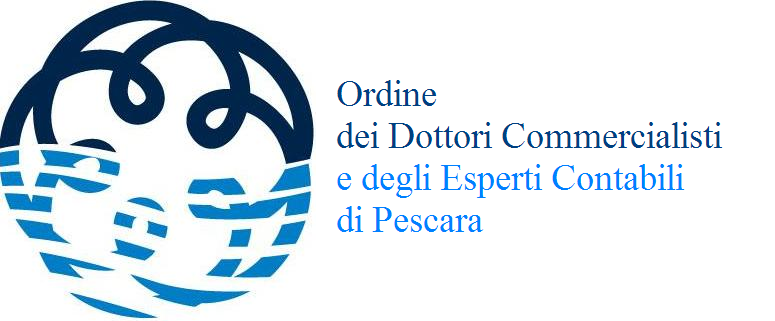 Ordine
dei Dottori Commercialisti
e degli Esperti Contabili
di Pescara